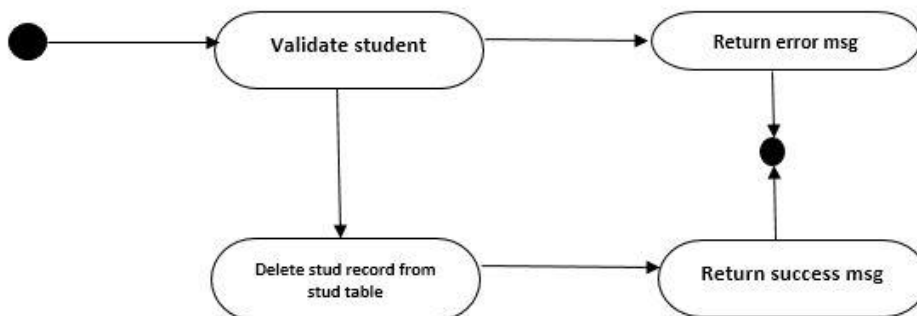 Validate student
Return error msg
Delete stud record from
stud table
Return success msg